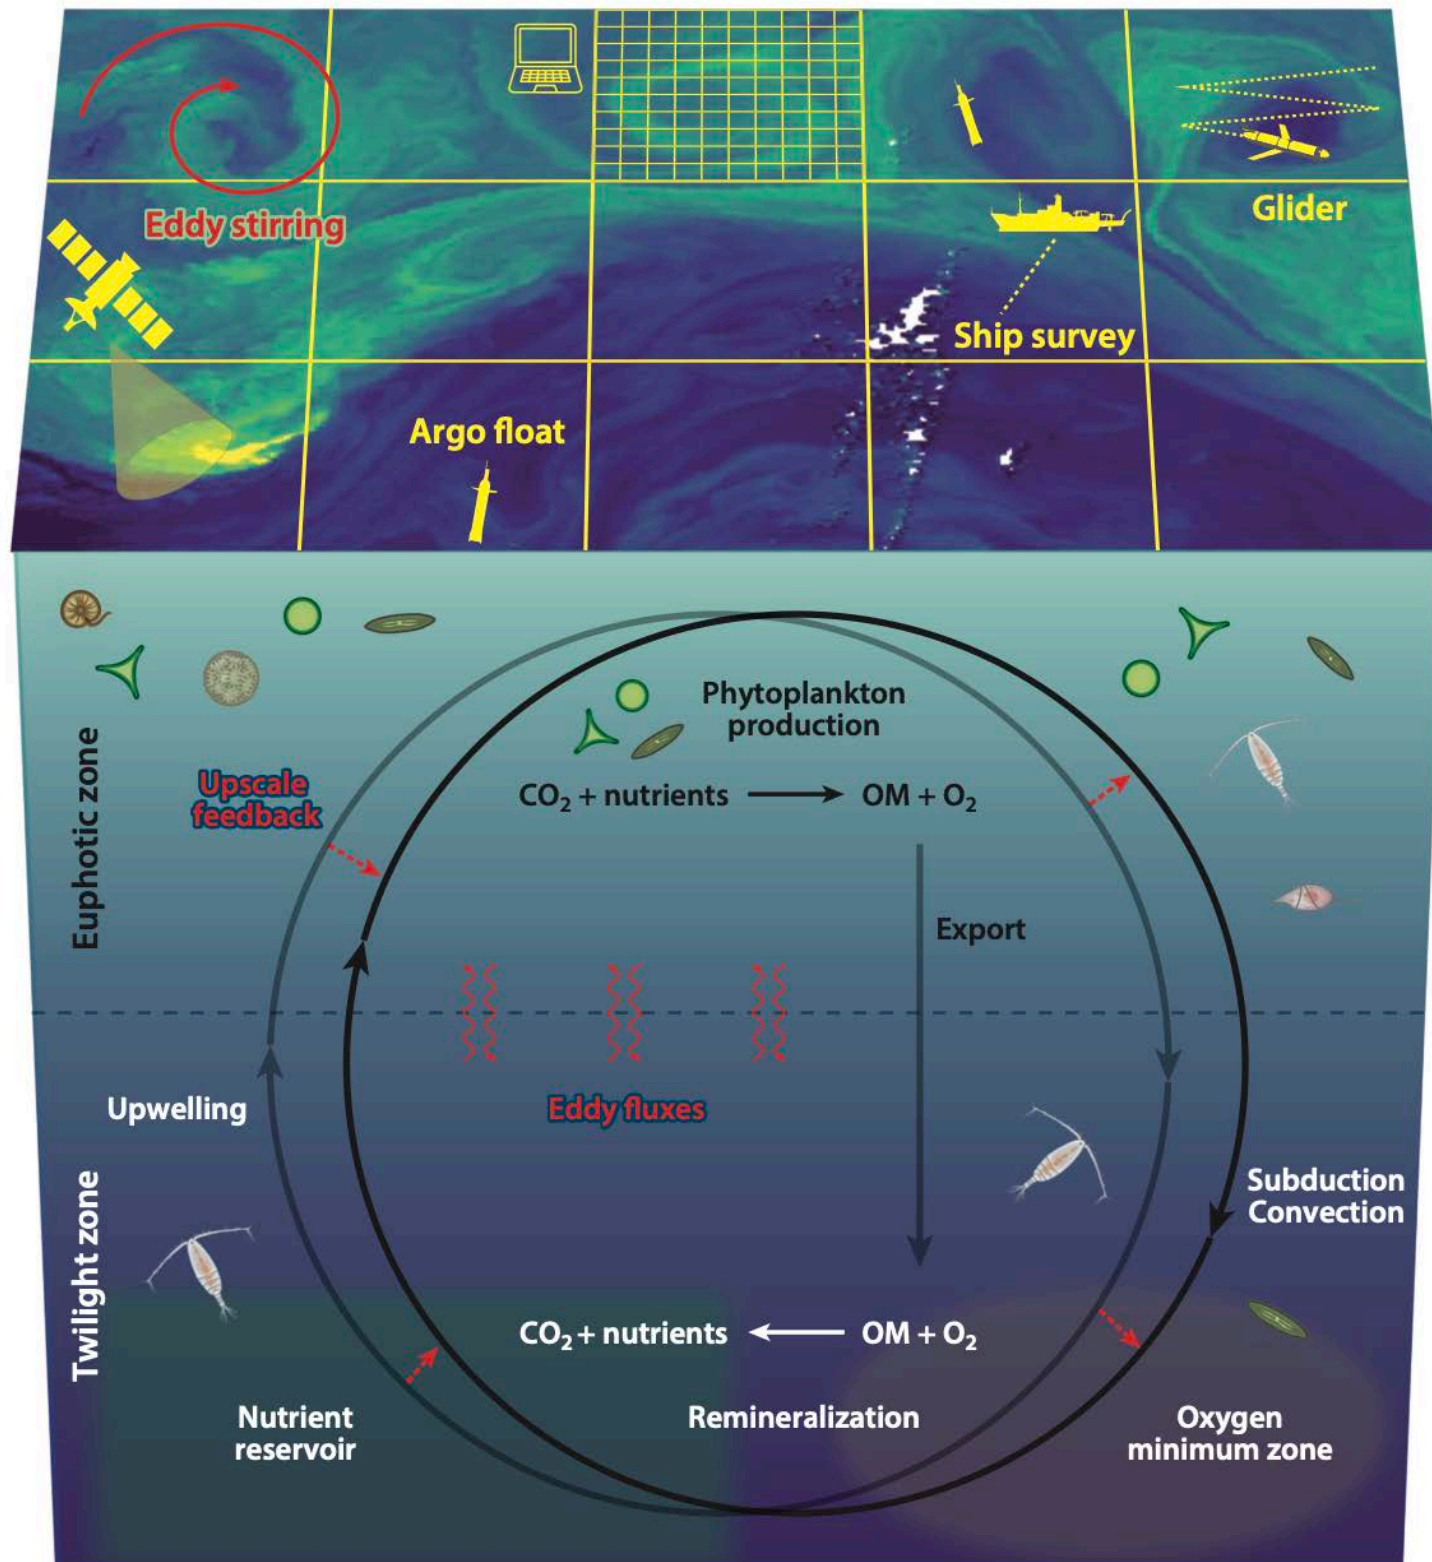 Eddy stirring
Glider
Ship survey
Argo float
Phytoplankton
production
Euphotic zone
Upscale
feedback
CO₂ + nutrients → OM + O₂
Export
Upwelling
Eddy fluxes
Twilight zone
Subduction
Convection
CO₂ + nutrients ← OM + O₂
Nutrient
reservoir
Remineralization
Oxygen
minimum zone